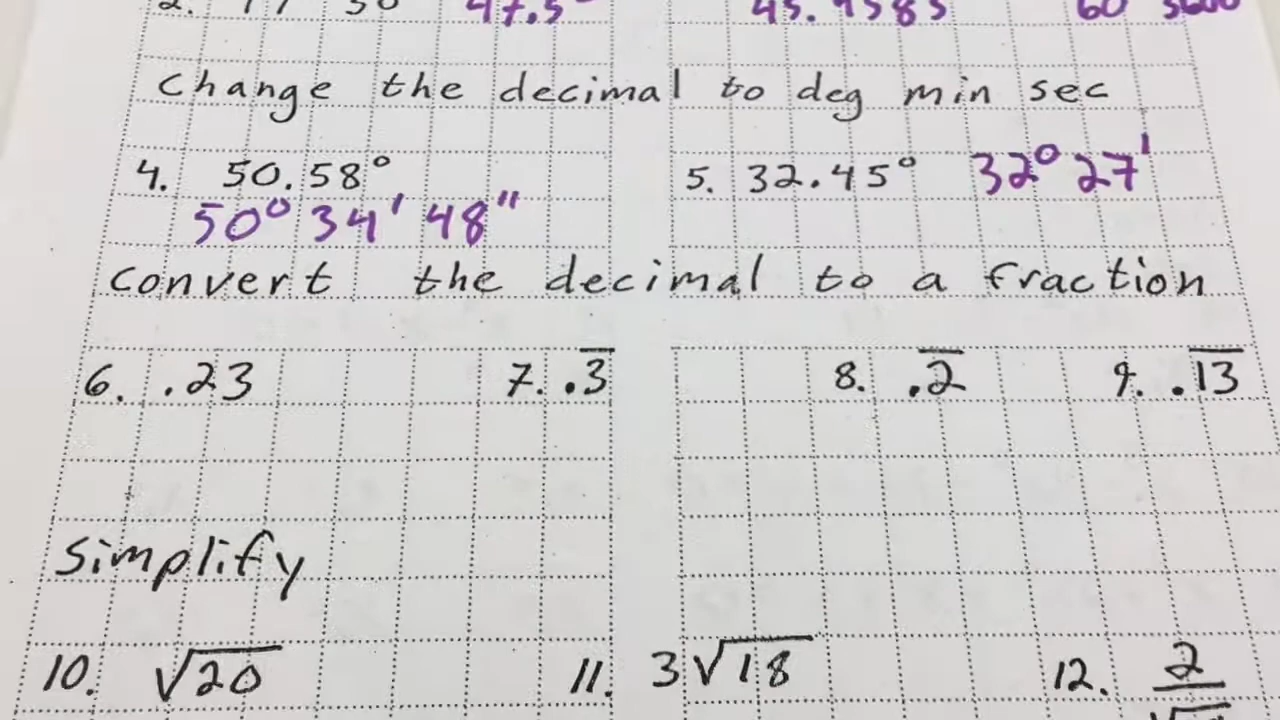 47.5
Change the decimal to deg min sec
4. 50.58° 5. 32.45° 32° 27'
50° 34' 48"
convert the decimal to a fraction
6. .23 7. .3̅ 8. .2̅ 9. .1̅3̅
Simplify
10. √20 11. 3√18 12. 2